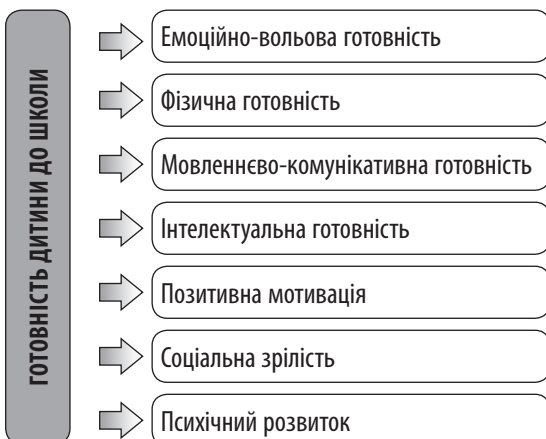 ГОТОВНІСТЬ ДИТИНИ ДО ШКОЛИ
Емоційно-вольова готовність
Фізична готовність
Мовленнєво-комунікативна готовність
Інтелектуальна готовність
Позитивна мотивація
Соціальна зрілість
Психічний розвиток